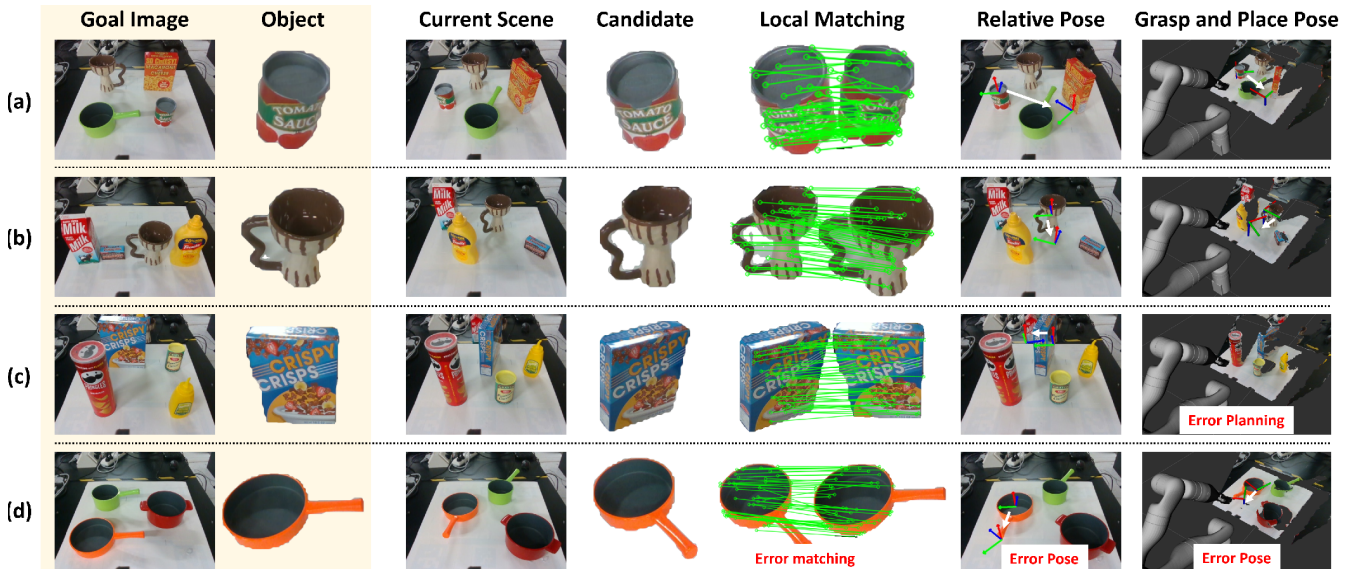 Goal Image Object Current Scene Candidate Local Matching Relative Pose Grasp and Place Pose
(a)
TOMATO
SAUCE
TOMATO
SAUCE
TOMATO
SAUCE
(b)
Milk
Milk
Milk
Milk
(c)
CRISPY
CRISPS
CRISPY
CRISPS
CRISPY
CRISPS
CRISPY
CRISPS
Error Planning
(d)
Error matching
Error Pose
Error Pose